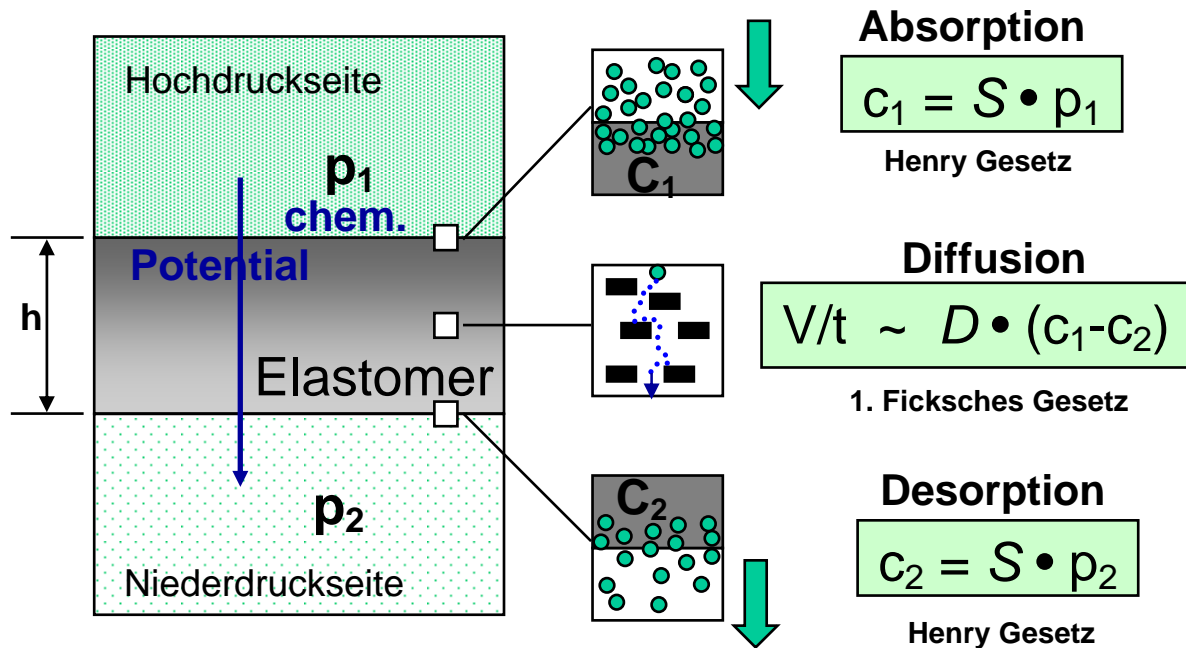 Hochdruckseite
p₁
chem.
Potential
h
Elastomer
p₂
Niederdruckseite
C₁
C₂
Absorption
c₁ = S • p₁
Henry Gesetz
Diffusion
V/t ~ D • (c₁-c₂)
1. Ficksches Gesetz
Desorption
c₂ = S • p₂
Henry Gesetz